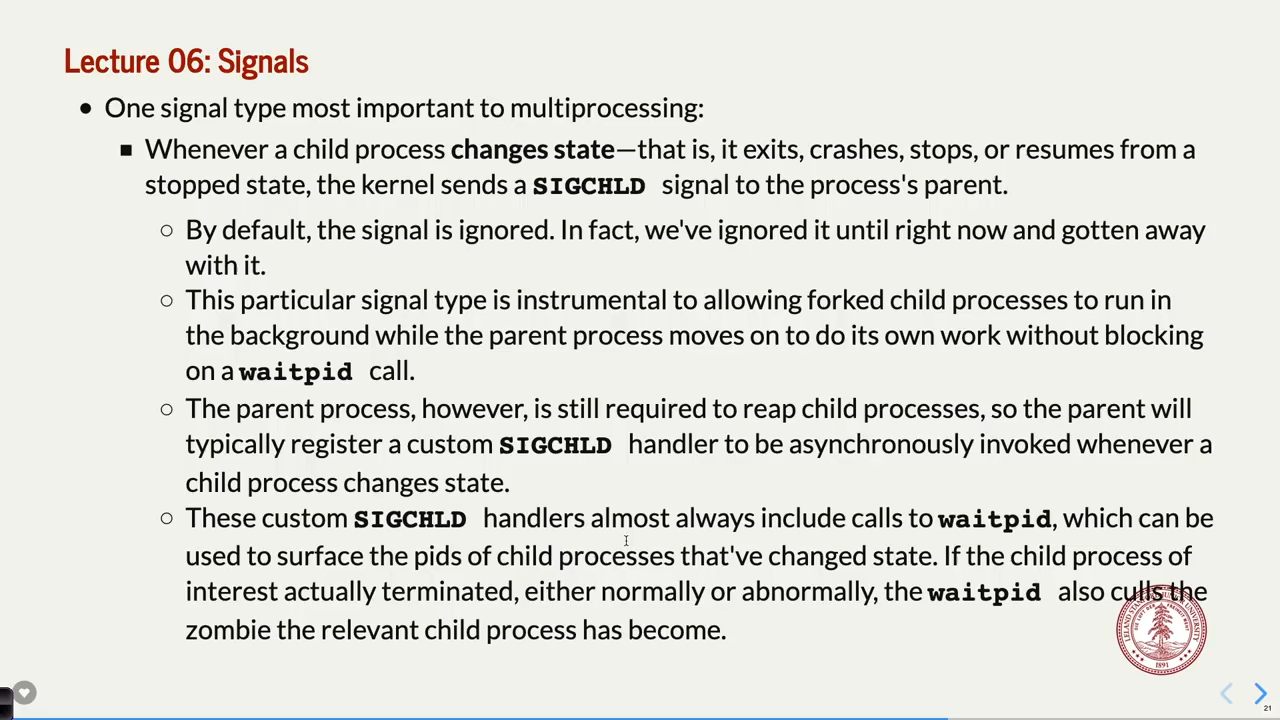 Lecture 06: Signals
• One signal type most important to multiprocessing:
▪ Whenever a child process changes state—that is, it exits, crashes, stops, or resumes from a
stopped state, the kernel sends a SIGCHLD signal to the process's parent.
○ By default, the signal is ignored. In fact, we've ignored it until right now and gotten away
with it.
○ This particular signal type is instrumental to allowing forked child processes to run in
the background while the parent process moves on to do its own work without blocking
on a waitpid call.
○ The parent process, however, is still required to reap child processes, so the parent will
typically register a custom SIGCHLD handler to be asynchronously invoked whenever a
child process changes state.
○ These custom SIGCHLD handlers almost always include calls to waitpid, which can be
used to surface the pids of child processes that've changed state. If the child process of
interest actually terminated, either normally or abnormally, the waitpid also culls the
zombie the relevant child process has become.
1891
21